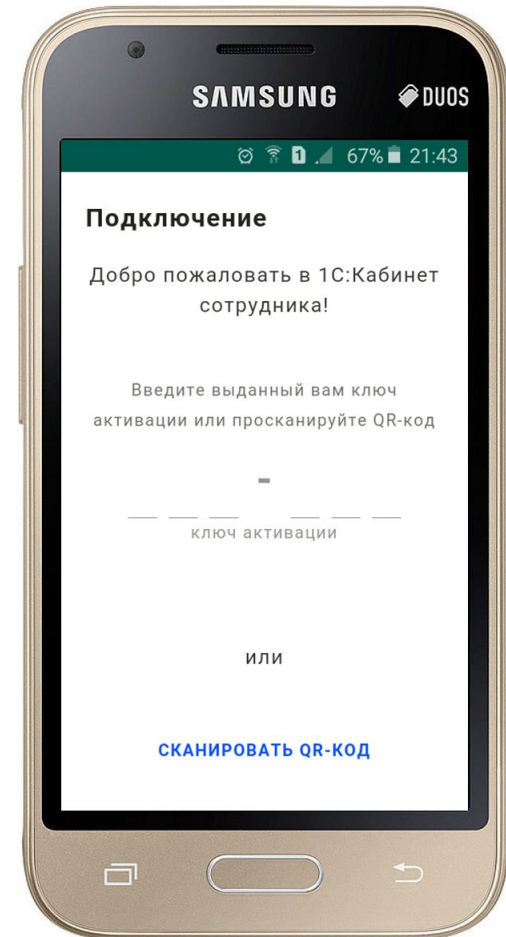 SAMSUNG DUOS
1 67% 21:43
Подключение
Добро пожаловать в 1С:Кабинет
сотрудника!
Введите выданный вам ключ
активации или просканируйте QR-код
-
ключ активации
или
СКАНИРОВАТЬ QR-КОД